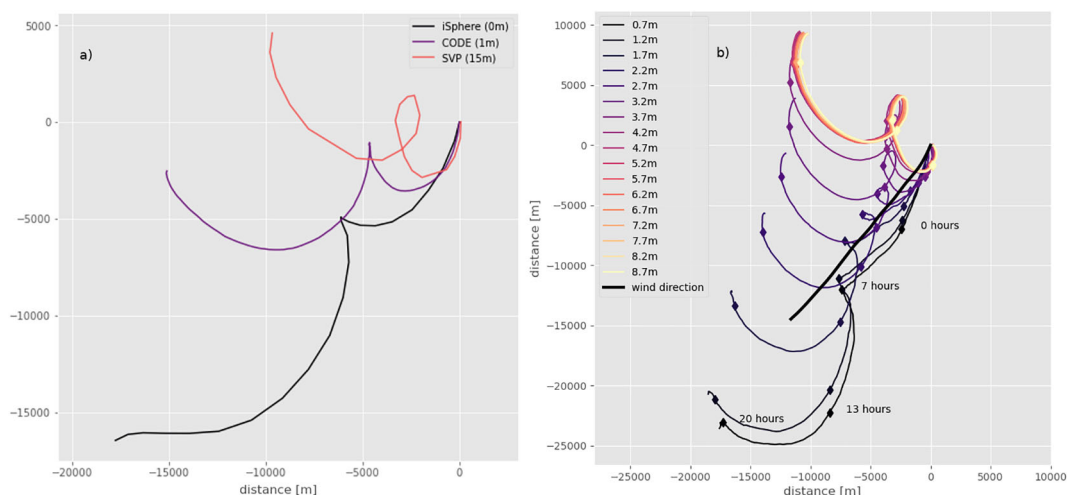 a)
iSphere (0m)
CODE (1m)
SVP (15m)
5000
0
−5000
−10000
−15000
−20000
−15000
−10000
−5000
0
distance [m]
b)
0.7m
1.2m
1.7m
2.2m
2.7m
3.2m
3.7m
4.2m
4.7m
5.2m
5.7m
6.2m
6.7m
7.2m
7.7m
8.2m
8.7m
wind direction
distance [m]
10000
5000
0
−5000
−10000
−15000
−20000
−25000
0 hours
7 hours
13 hours
20 hours
−25000
−20000
−15000
−10000
−5000
0
5000
10000
distance [m]